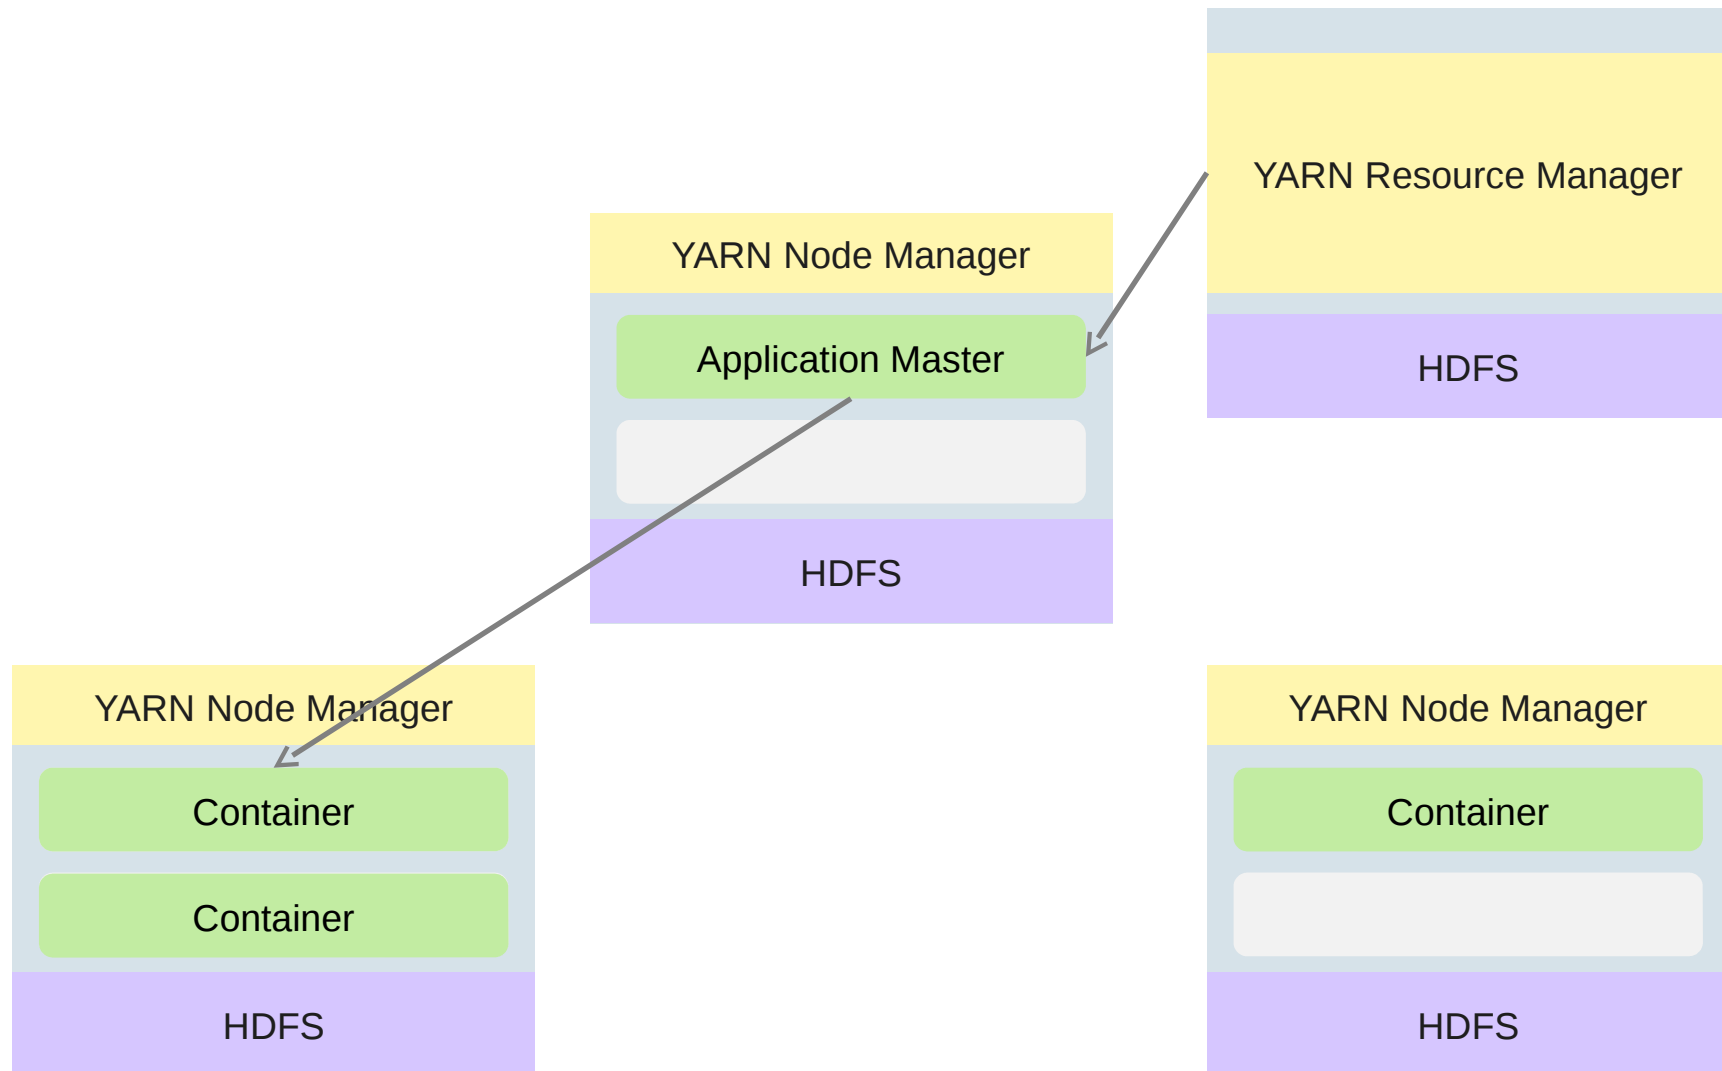 YARN Resource Manager
HDFS
YARN Node Manager
Application Master
HDFS
YARN Node Manager
Container
Container
HDFS
YARN Node Manager
Container
HDFS